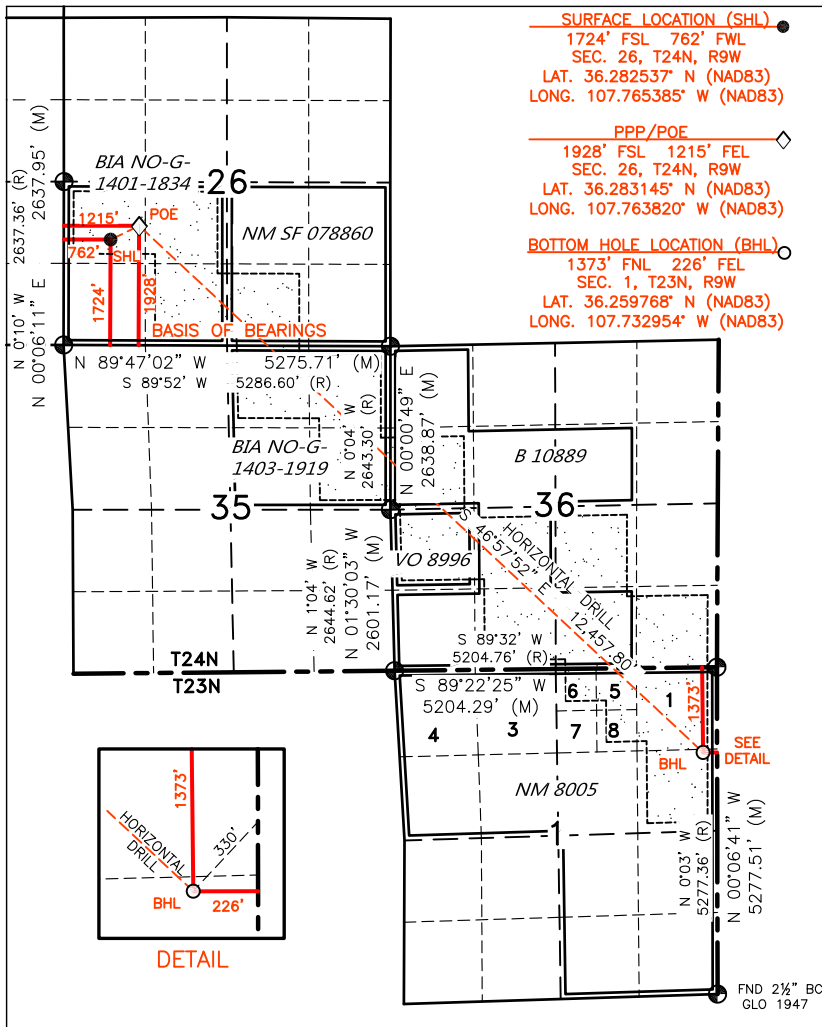 SURFACE LOCATION (SHL)
1724' FSL 762' FWL
SEC. 26, T24N, R9W
LAT. 36.282537° N (NAD83)
LONG. 107.765385° W (NAD83)
PPP/POE
1928' FSL 1215' FEL
SEC. 26, T24N, R9W
LAT. 36.283145° N (NAD83)
LONG. 107.763820° W (NAD83)
BOTTOM HOLE LOCATION (BHL)
1373' FNL 226' FEL
SEC. 1, T23N, R9W
LAT. 36.259768° N (NAD83)
LONG. 107.732954° W (NAD83)
N 0°10' W 2637.36' (R)
N 00°06'11" E 2637.95' (M)
BIA NO-G-
1401-1834
26
1215'
POE
762'
SHL
1724'
1928'
NM SF 078860
BASIS OF BEARINGS
N 89°47'02" W 5275.71' (M)
S 89°52' W 5286.60' (R)
N 0°04' W
2643.30' (R)
N 00°00'49" E
2638.87' (M)
BIA NO-G-
1403-1919
35
B 10889
36
VO 8996
HORIZONTAL DRILL
S 46°57'52" E 12,457.80'
N 1°04' W
2644.62' (R)
N 01°30'03" W
2601.17' (M)
S 89°32' W
5204.76' (R)
T24N
T23N
S 89°22'25" W
5204.29' (M)
6
5
1
4
3
7
8
1373'
BHL
SEE
DETAIL
NM 8005
1
N 0°03' W
5277.36' (R)
N 00°06'41" W
5277.51' (M)
1373'
HORIZONTAL
DRILL
330'
BHL
226'
DETAIL
FND 2½" BC
GLO 1947